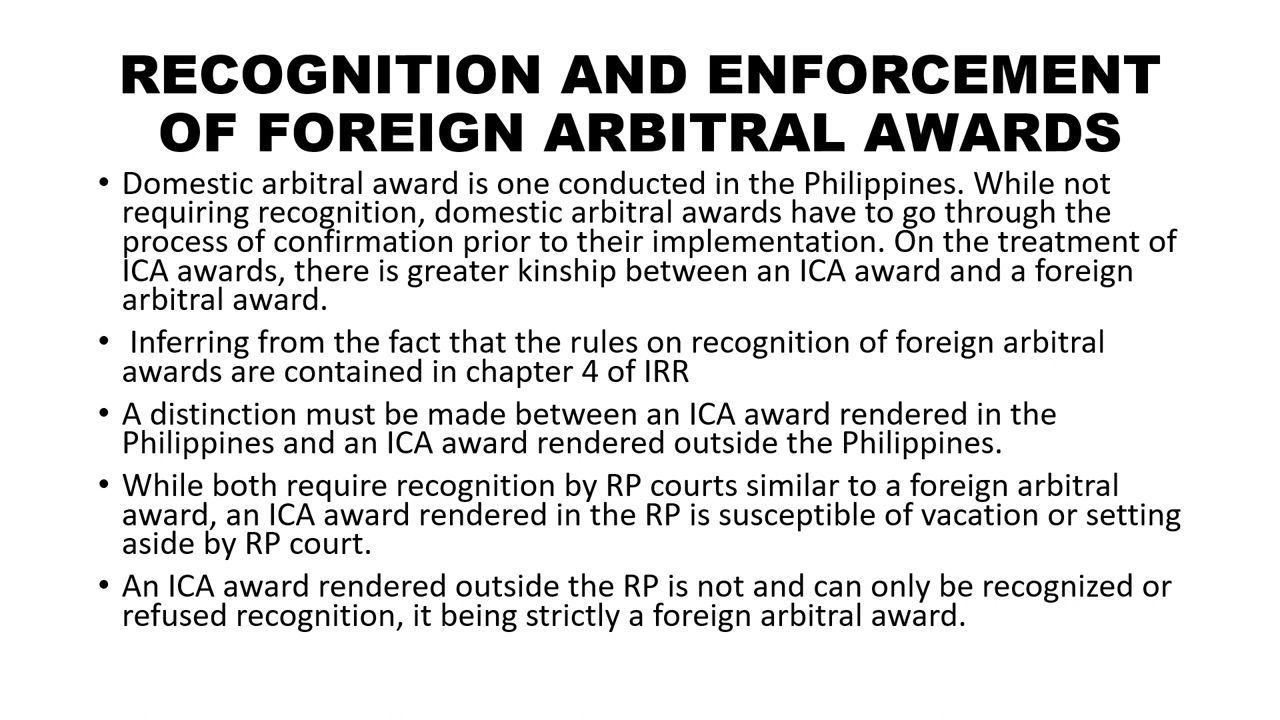 RECOGNITION AND ENFORCEMENT
OF FOREIGN ARBITRAL AWARDS
• Domestic arbitral award is one conducted in the Philippines. While not
requiring recognition, domestic arbitral awards have to go through the
process of confirmation prior to their implementation. On the treatment of
ICA awards, there is greater kinship between an ICA award and a foreign
arbitral award.
• Inferring from the fact that the rules on recognition of foreign arbitral
awards are contained in chapter 4 of IRR
• A distinction must be made between an ICA award rendered in the
Philippines and an ICA award rendered outside the Philippines.
• While both require recognition by RP courts similar to a foreign arbitral
award, an ICA award rendered in the RP is susceptible of vacation or setting
aside by RP court.
• An ICA award rendered outside the RP is not and can only be recognized or
refused recognition, it being strictly a foreign arbitral award.